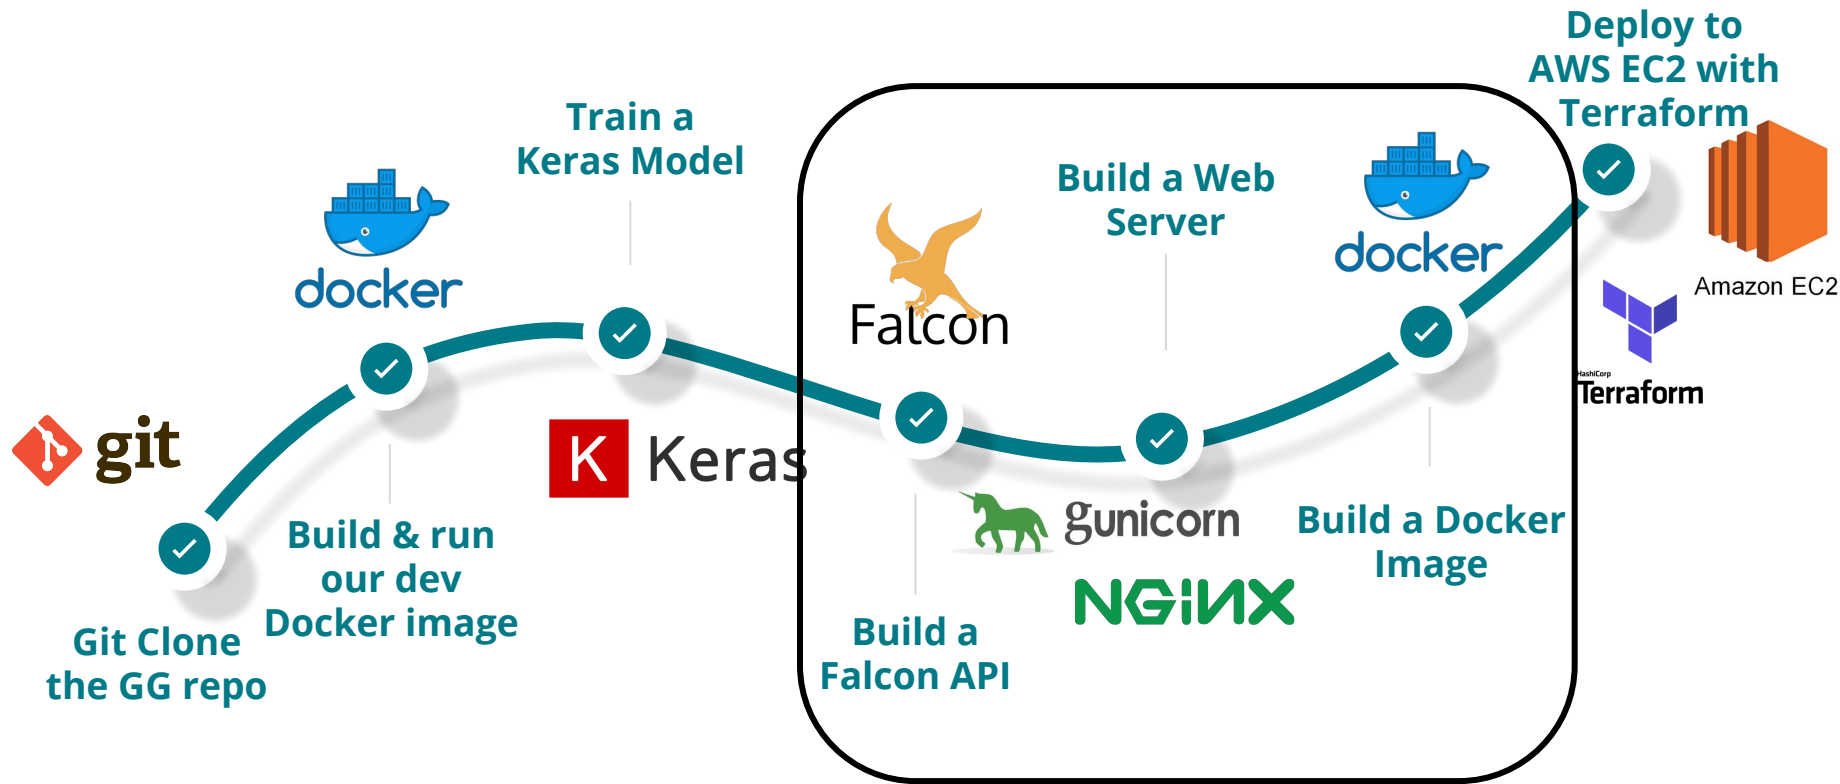 git
Git Clone
the GG repo
docker
Build & run
our dev
Docker image
Train a
Keras Model
K Keras
Falcon
Build a
Falcon API
Build a Web
Server
gunicorn
NGINX
docker
Build a Docker
Image
Deploy to
AWS EC2 with
Terraform
Amazon EC2
HashiCorp
Terraform